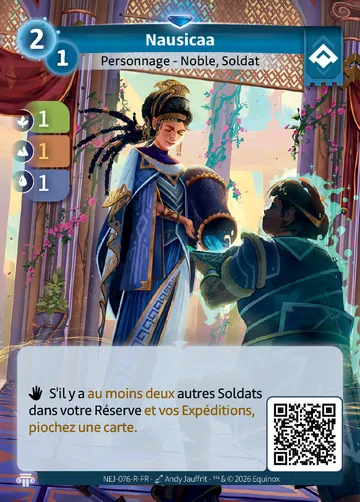 2
1
Nausicaa
Personnage - Noble, Soldat
1
1
1
S'il y a au moins deux autres Soldats
dans votre Réserve et vos Expéditions,
piochez une carte.
NEJ-076-R-FR - Andy Jauffrit - ™ & © 2026 Equinox